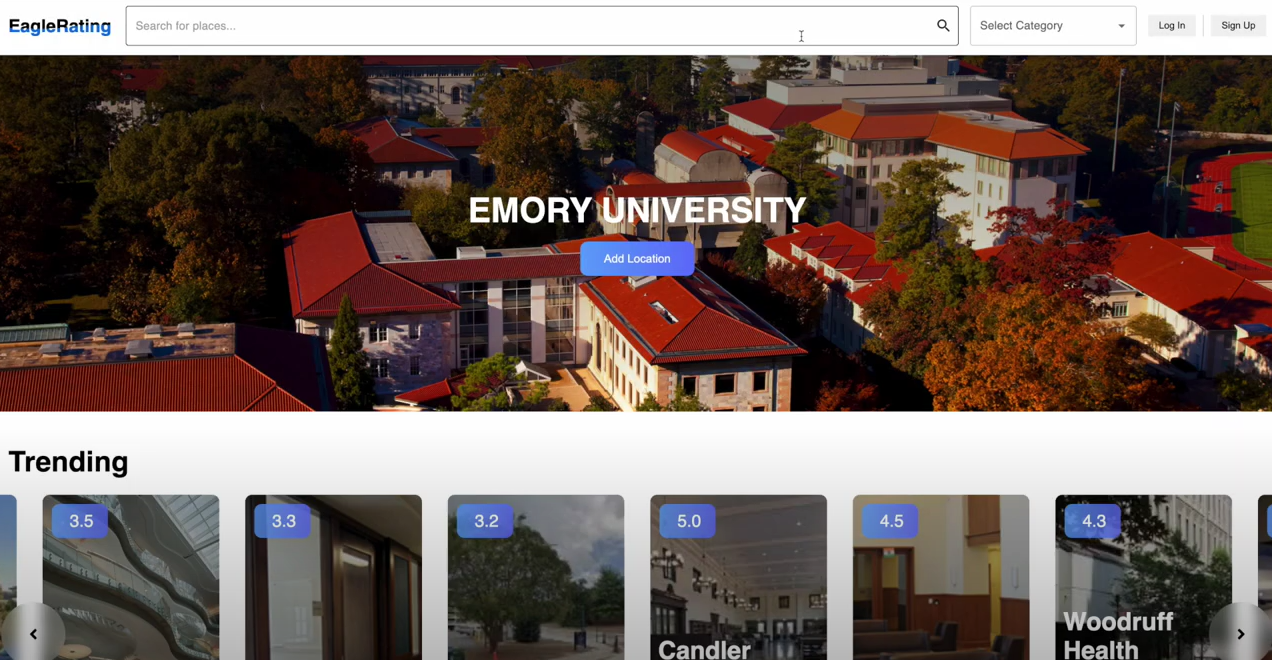 EagleRating
Search for places...
Select Category
Log In
Sign Up
EMORY UNIVERSITY
Add Location
Trending
3.5
3.3
3.2
5.0
4.5
4.3
Candler
Woodruff
Health